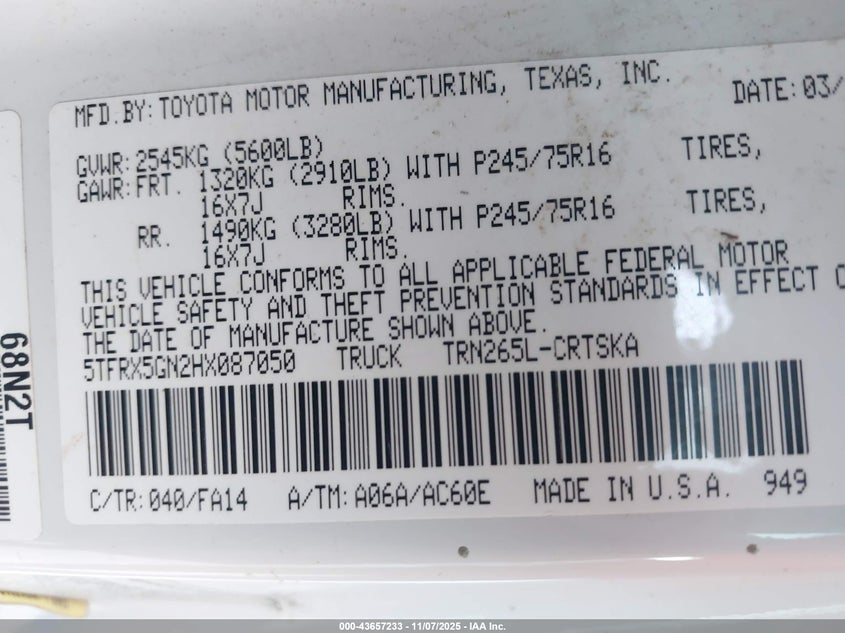 MFD.BY: TOYOTA MOTOR MANUFACTURING, TEXAS, INC.
DATE: 03/
GVWR: 2545KG (5600LB)
GAWR: FRT. 1320KG (2910LB) WITH P245/75R16 TIRES,
16X7J RIMS.
RR. 1490KG (3280LB) WITH P245/75R16 TIRES,
16X7J RIMS.
THIS VEHICLE CONFORMS TO ALL APPLICABLE FEDERAL MOTOR
VEHICLE SAFETY AND THEFT PREVENTION STANDARDS IN EFFECT
THE DATE OF MANUFACTURE SHOWN ABOVE.
5TFRX5GN2HX087050 TRUCK TRN265L-CRTSKA
C/TR: 040/FA14 A/TM: A06A/AC60E MADE IN U.S.A. 949
68N2T
000-43657233 - 11/07/2025 - IAA Inc.